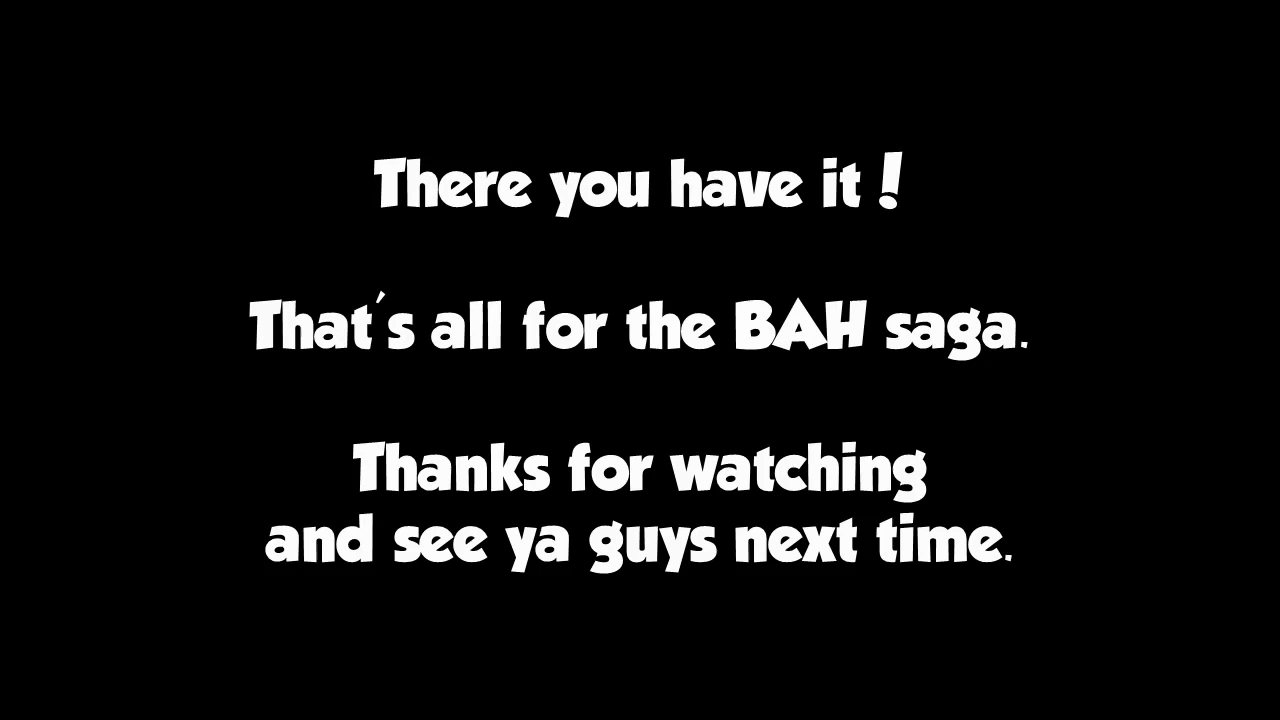 There you have it!
That's all for the BAH saga.
Thanks for watching
and see ya guys next time.